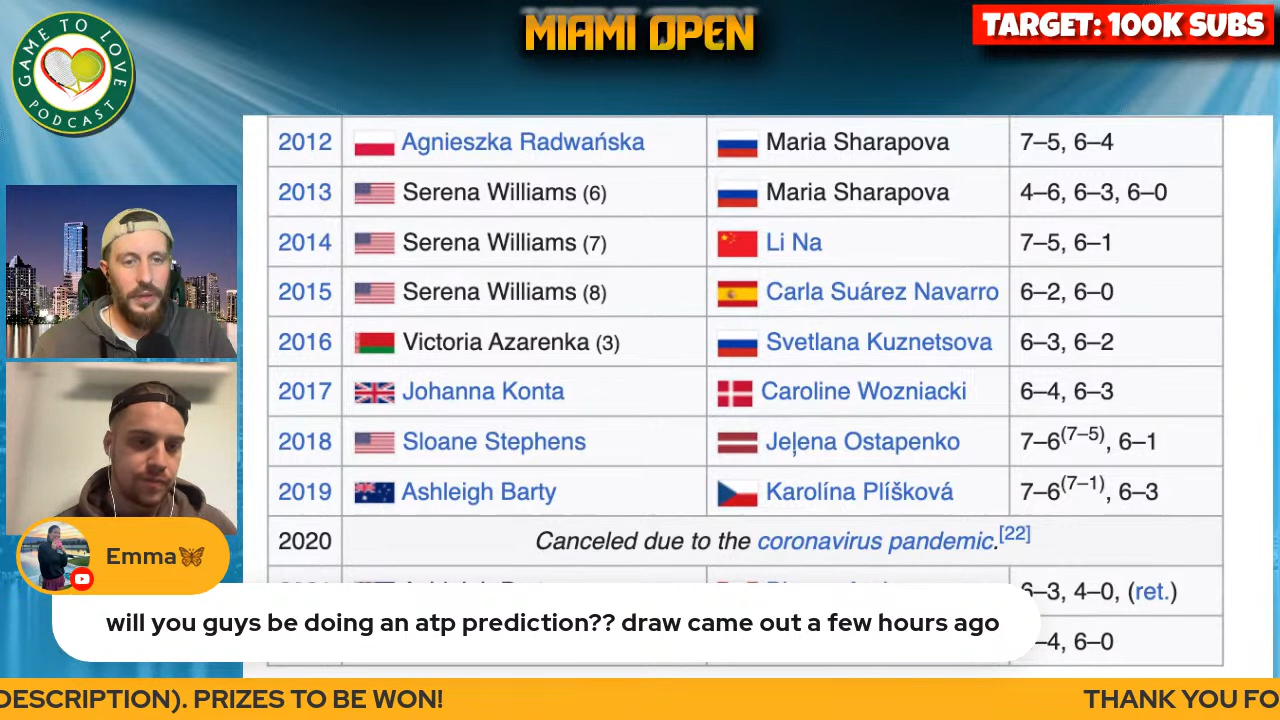 GAME TO LOVE
PODCAST
MIAMI OPEN
TARGET: 100K SUBS
2012 Agnieszka Radwańska Maria Sharapova 7–5, 6–4
2013 Serena Williams (6) Maria Sharapova 4–6, 6–3, 6–0
2014 Serena Williams (7) Li Na 7–5, 6–1
2015 Serena Williams (8) Carla Suárez Navarro 6–2, 6–0
2016 Victoria Azarenka (3) Svetlana Kuznetsova 6–3, 6–2
2017 Johanna Konta Caroline Wozniacki 6–4, 6–3
2018 Sloane Stephens Jeļena Ostapenko 7–6(7–5), 6–1
2019 Ashleigh Barty Karolína Plíšková 7–6(7–1), 6–3
2020 Canceled due to the coronavirus pandemic.[22]
6–3, 4–0, (ret.)
–4, 6–0
Emma🦋
will you guys be doing an atp prediction?? draw came out a few hours ago
DESCRIPTION). PRIZES TO BE WON! THANK YOU FO